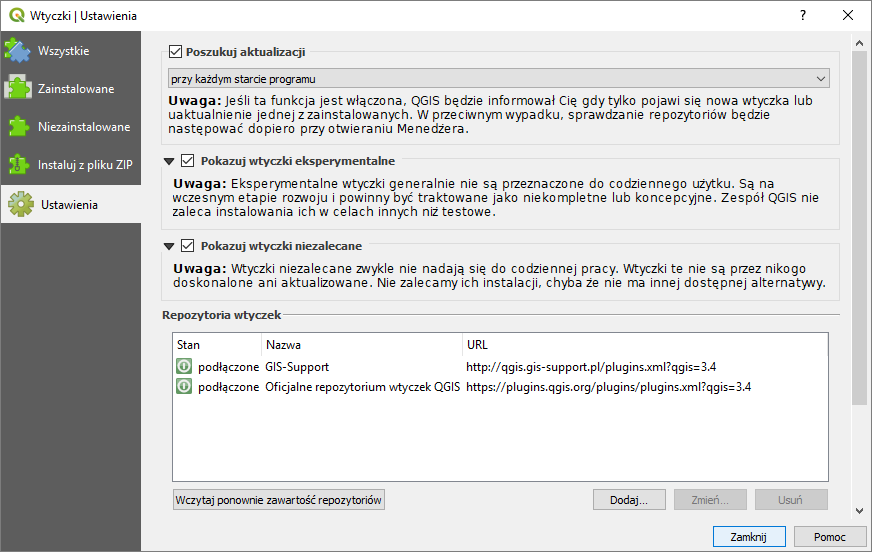 Wtyczki | Ustawienia
Wszystkie
Zainstalowane
Niezainstalowane
Instaluj z pliku ZIP
Ustawienia
Poszukuj aktualizacji
przy każdym starcie programu
Uwaga: Jeśli ta funkcja jest włączona, QGIS będzie informował Cię gdy tylko pojawi się nowa wtyczka lub
uaktualnienie jednej z zainstalowanych. W przeciwnym wypadku, sprawdzanie repozytoriów będzie
następować dopiero przy otwieraniu Menedżera.
Pokazuj wtyczki eksperymentalne
Uwaga: Eksperymentalne wtyczki generalnie nie są przeznaczone do codziennego użytku. Są na
wczesnym etapie rozwoju i powinny być traktowane jako niekompletne lub koncepcyjne. Zespół QGIS nie
zaleca instalowania ich w celach innych niż testowe.
Pokazuj wtyczki niezalecane
Uwaga: Wtyczki niezalecane zwykle nie nadają się do codziennej pracy. Wtyczki te nie są przez nikogo
doskonalone ani aktualizowane. Nie zalecamy ich instalacji, chyba że nie ma innej dostępnej alternatywy.
Repozytoria wtyczek
Stan Nazwa URL
podłączone GIS-Support http://qgis.gis-support.pl/plugins.xml?qgis=3.4
podłączone Oficjalne repozytorium wtyczek QGIS https://plugins.qgis.org/plugins/plugins.xml?qgis=3.4
Wczytaj ponownie zawartość repozytoriów Dodaj... Zmień... Usuń
Zamknij Pomoc